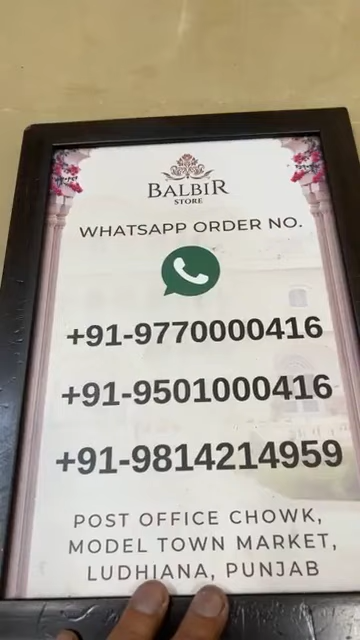 BALBIR
STORE
WHATSAPP ORDER NO.
+91-9770000416
+91-9501000416
+91-9814214959
POST OFFICE CHOWK,
MODEL TOWN MARKET,
LUDHIANA, PUNJAB